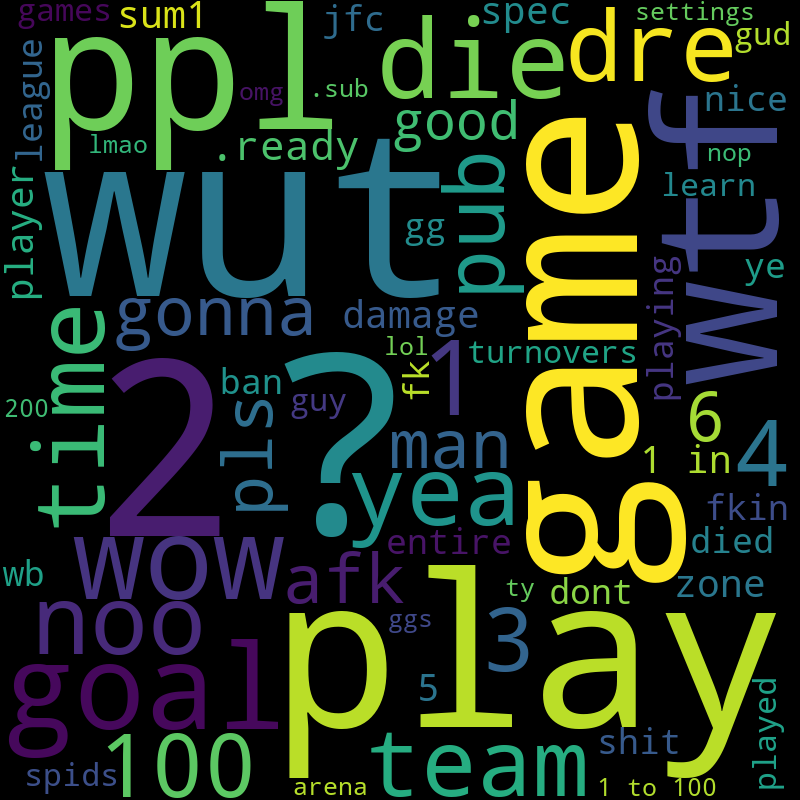 games
sum1
jfc
spec
settings
ppl
die
dre
gud
league
omg
.sub
nice
lmao
.ready
good
wtf
nop
player
wut
pub
game
learn
gg
ye
gonna
damage
playing
time
2
?
lol
1
turnovers
ban
guy
fk
200
pls
man
6
4
1
in
yea
fkin
wow
afk
entire
died
wb
noo
ty
dont
zone
ggs
3
play
goal
5
played
100
team
shit
spids
arena
1 to 100